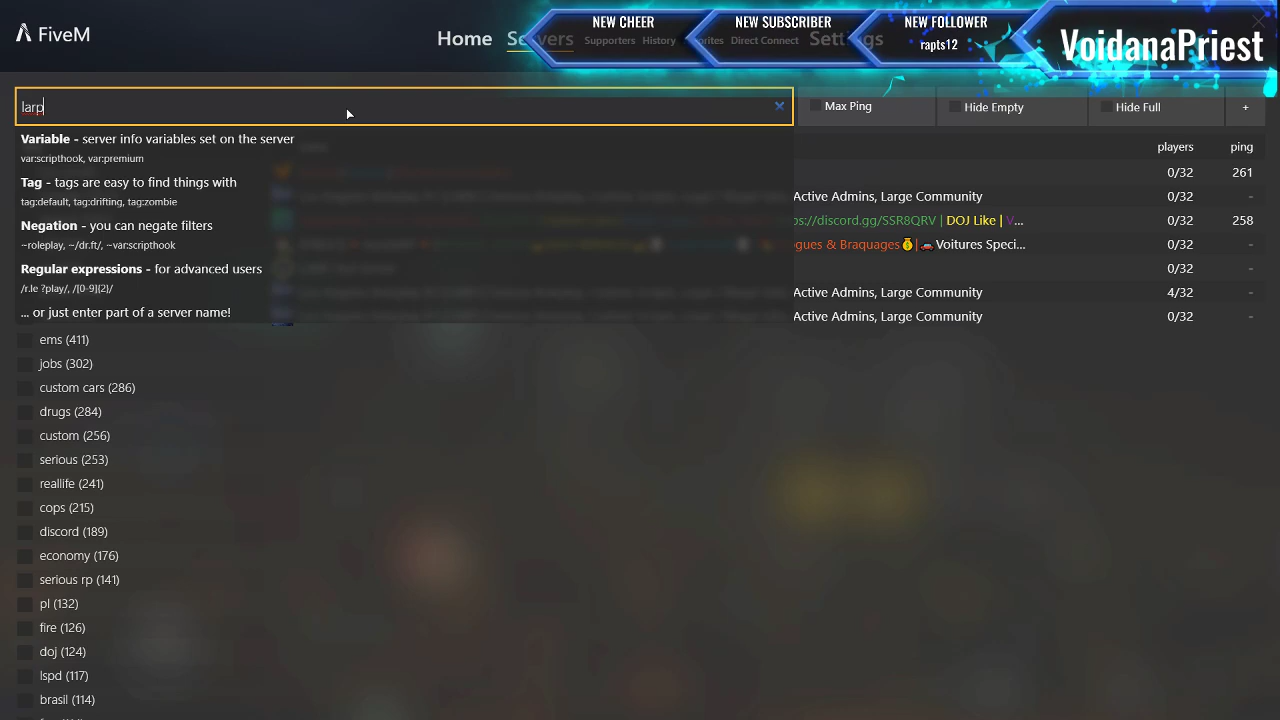 FiveM
Home
Servers
Supporters
History
Favorites
Direct Connect
Settings
NEW CHEER
NEW SUBSCRIBER
NEW FOLLOWER
rapts12
VoidanaPriest
larp
Max Ping
Hide Empty
Hide Full
+
Variable - server info variables set on the server
var:scripthook, var:premium
Tag - tags are easy to find things with
tag:default, tag:drifting, tag:zombie
Negation - you can negate filters
~roleplay, ~/dr.ft/, ~var:scripthook
Regular expressions - for advanced users
/r.le ?play/, /[0-9]{2}/
... or just enter part of a server name!
players ping
0/32 261
Active Admins, Large Community 0/32 -
ps://discord.gg/SSR8QRV | DOJ Like | V... 0/32 258
ogues & Braquages💰|🚗Voitures Speci... 0/32 -
0/32 -
Active Admins, Large Community 4/32 -
Active Admins, Large Community 0/32 -
ems (411)
jobs (302)
custom cars (286)
drugs (284)
custom (256)
serious (253)
reallife (241)
cops (215)
discord (189)
economy (176)
serious rp (141)
pl (132)
fire (126)
doj (124)
lspd (117)
brasil (114)